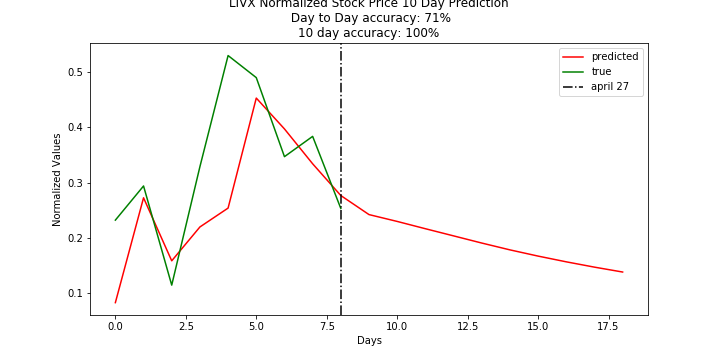 LIVX Normalized Stock Price 10 Day Prediction
Day to Day accuracy: 71%
10 day accuracy: 100%
predicted
true
april 27
Normalized Values
0.5
0.4
0.3
0.2
0.1
0.0 2.5 5.0 7.5 10.0 12.5 15.0 17.5
Days